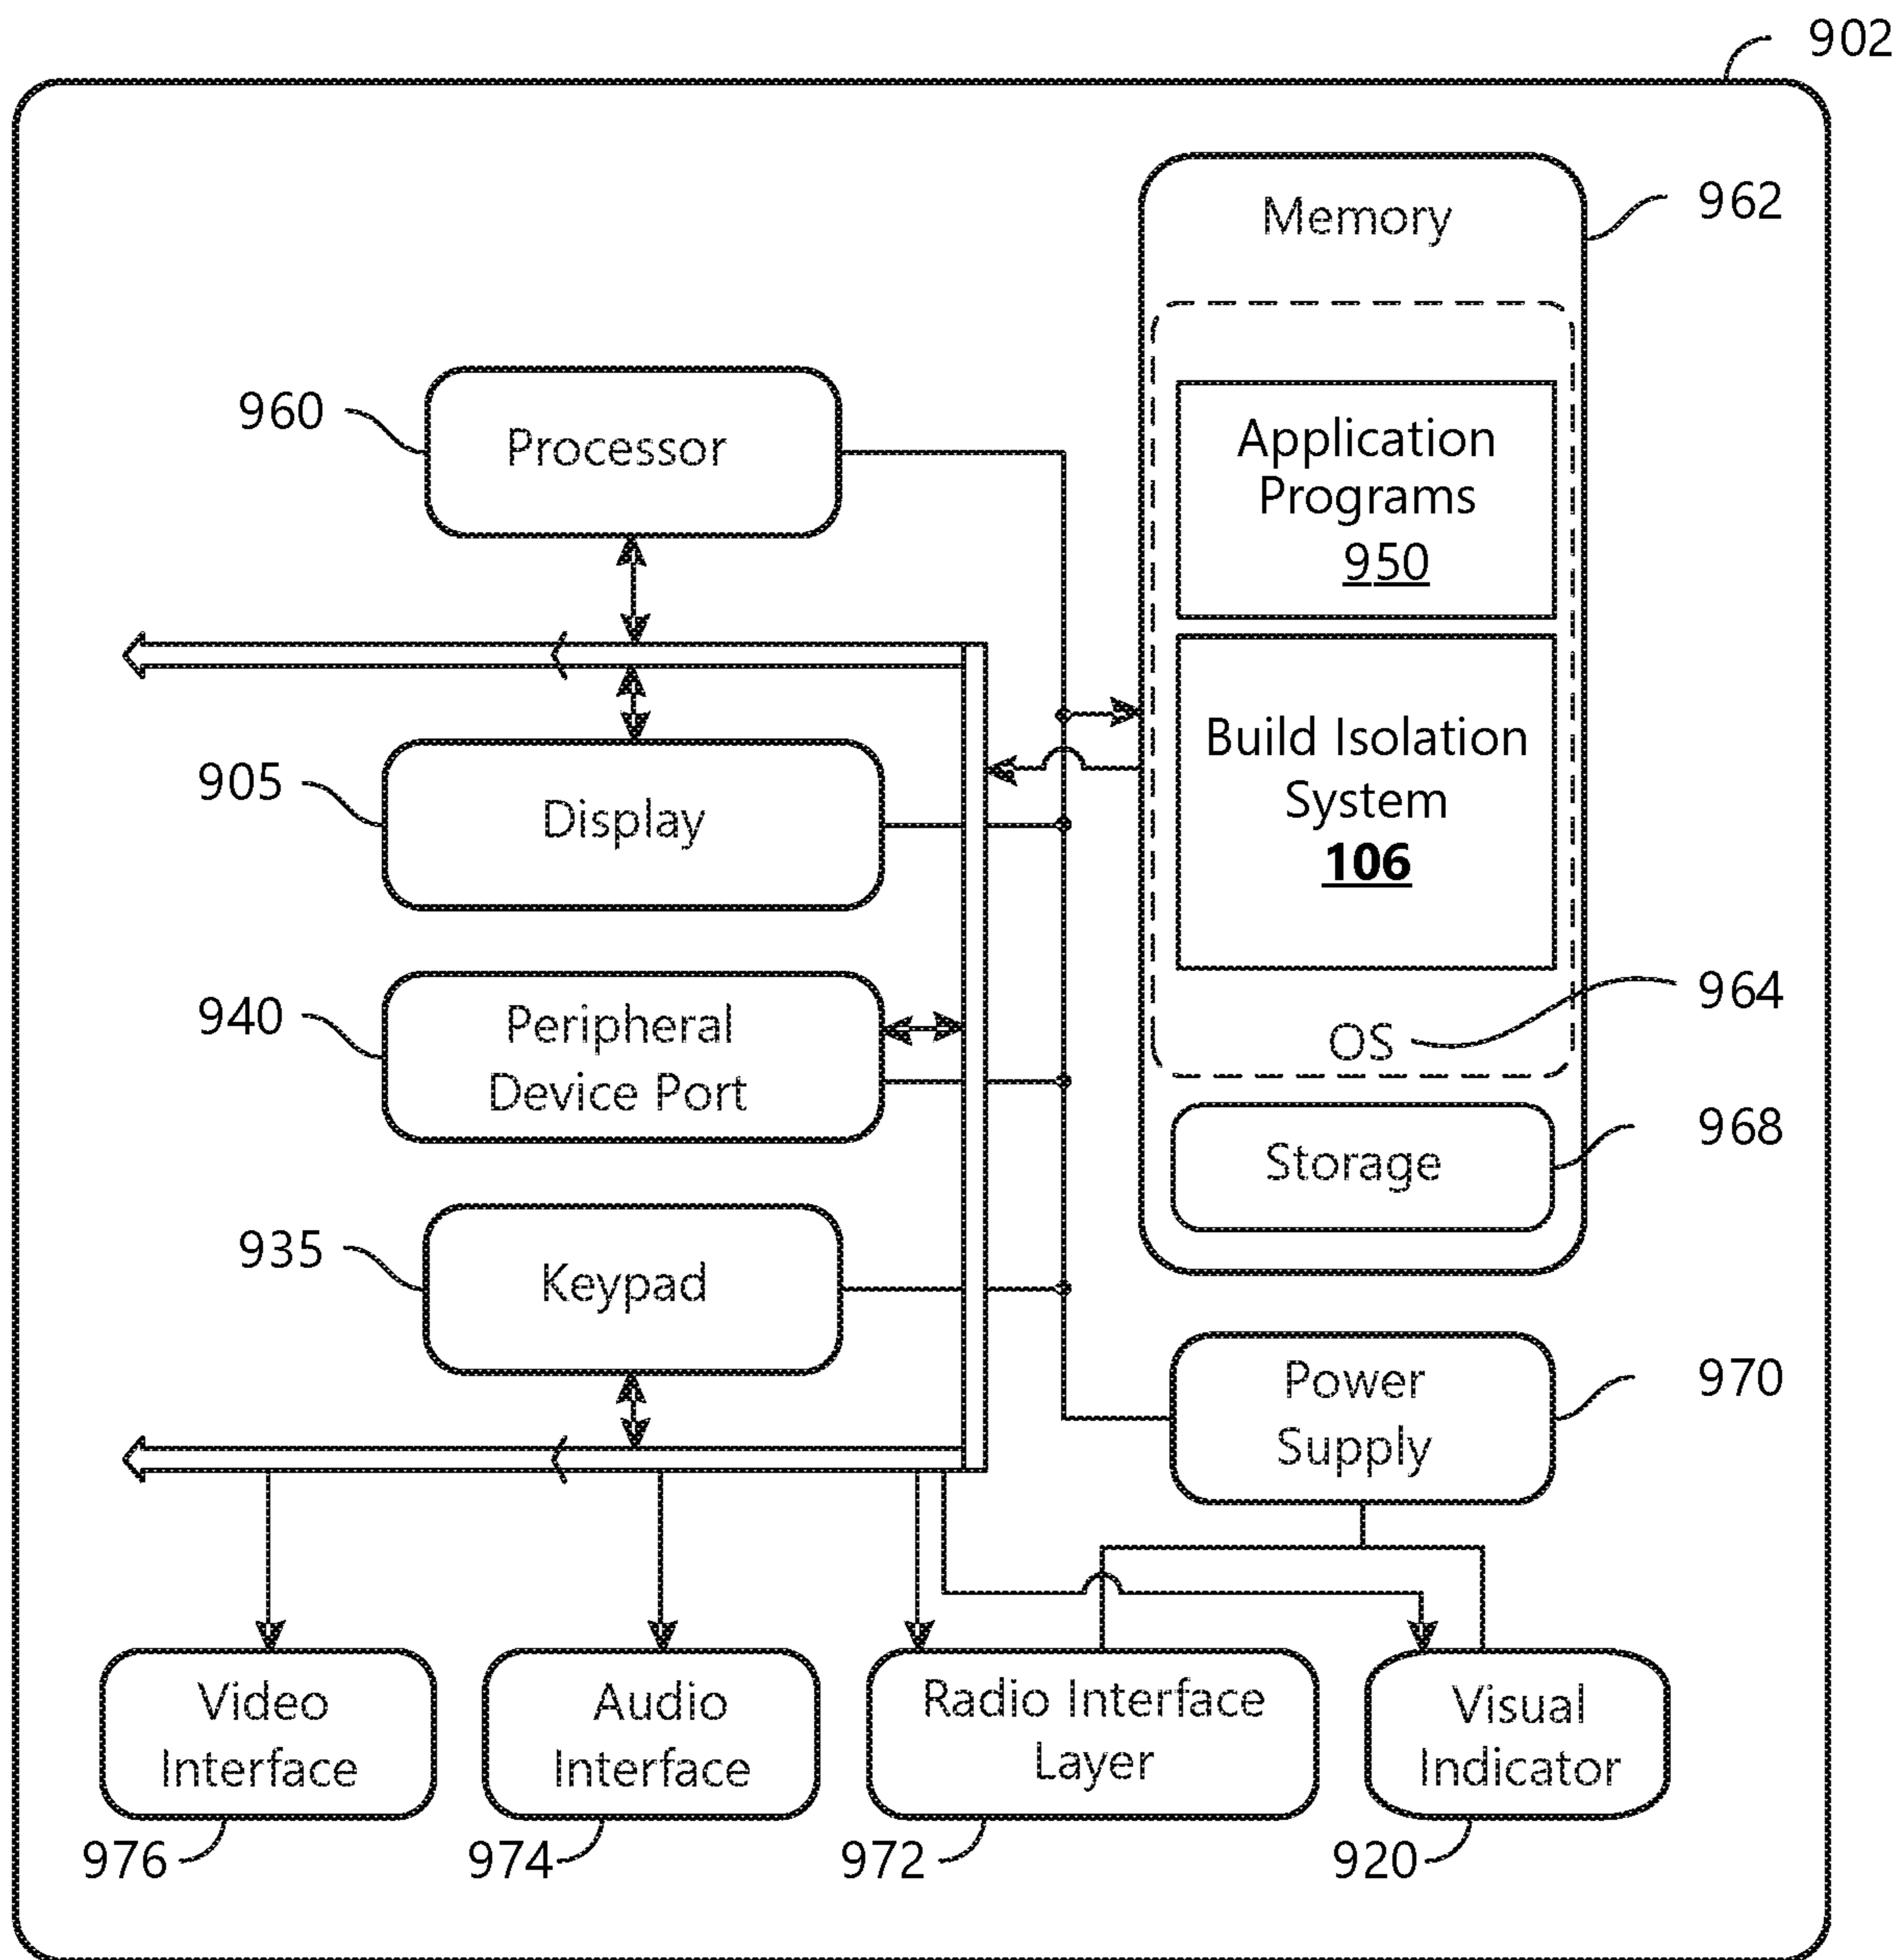 902
Memory
962
Application
Programs
950
960
Processor
Build Isolation
System
106
905
Display
964
OS
940
Peripheral
Device Port
968
Storage
935
Keypad
Power
Supply
970
Video
Interface
Audio
Interface
Radio Interface
Layer
Visual
Indicator
976
974
972
920